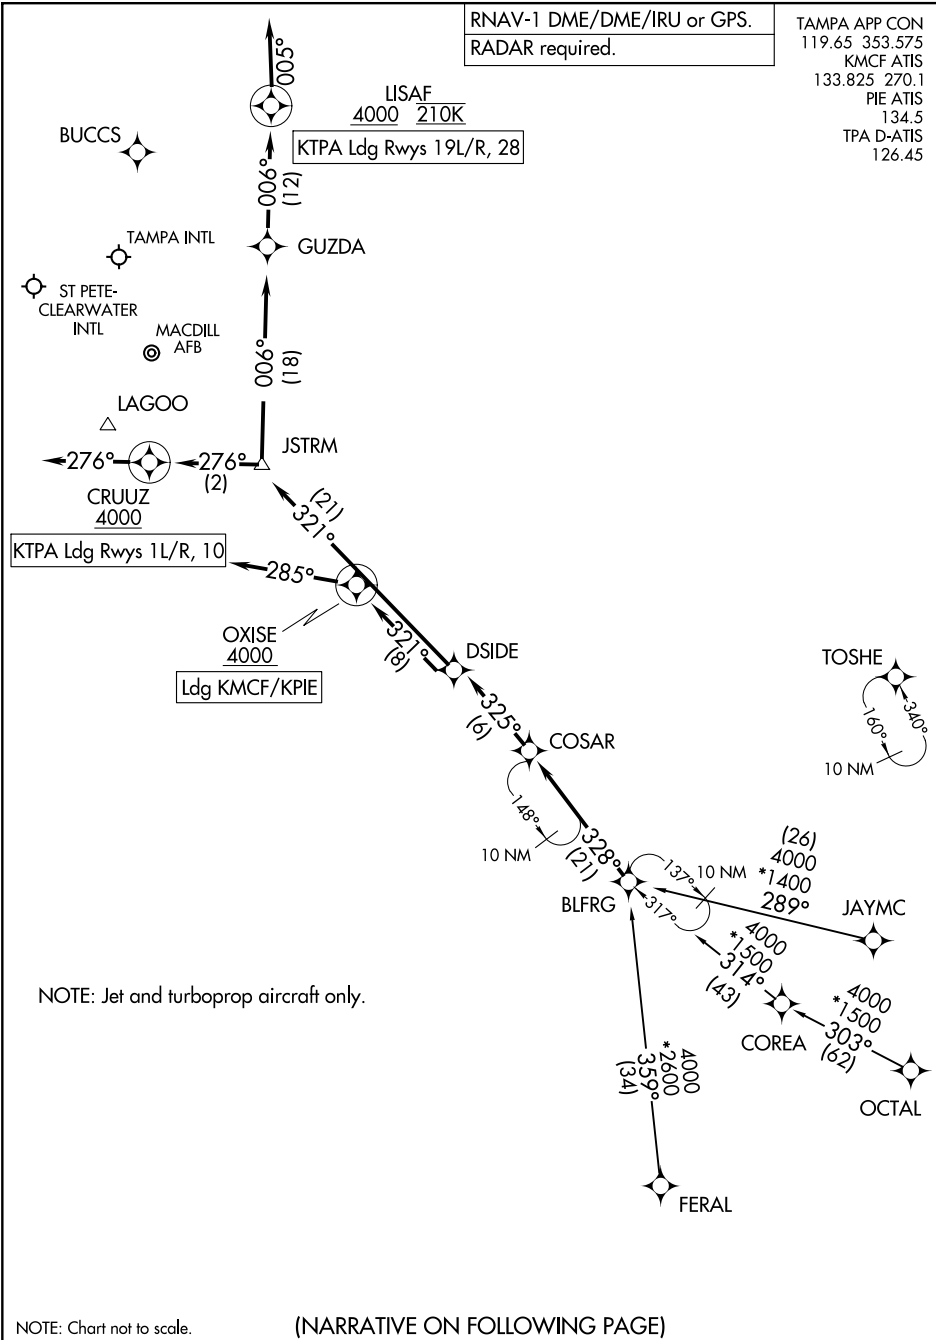 RNAV-1 DME/DME/IRU or GPS.
RADAR required.
TAMPA APP CON
119.65 353.575
KMCF ATIS
133.825 270.1
PIE ATIS
134.5
TPA D-ATIS
126.45
005°
LISAF
4000 210K
KTPA Ldg Rwys 19L/R, 28
BUCCS
006°
(12)
TAMPA INTL
GUZDA
ST PETE-
CLEARWATER
INTL
MACDILL
AFB
006°
(18)
LAGOO
JSTRM
276°
276°
(2)
CRUUZ
4000
KTPA Ldg Rwys 1L/R, 10
(21)
321°
285°
OXISE
4000
Ldg KMCF/KPIE
321°
(8)
DSIDE
TOSHE
340°
160°
10 NM
325°
(6)
COSAR
148°
10 NM
328°
(21)
BLFRG
137°
10 NM
317°
(26)
4000
*1400
289°
JAYMC
4000
*1500
314°
(43)
COREA
4000
*1500
303°
(62)
OCTAL
4000
*2600
359°
(34)
FERAL
NOTE: Jet and turboprop aircraft only.
NOTE: Chart not to scale.
(NARRATIVE ON FOLLOWING PAGE)